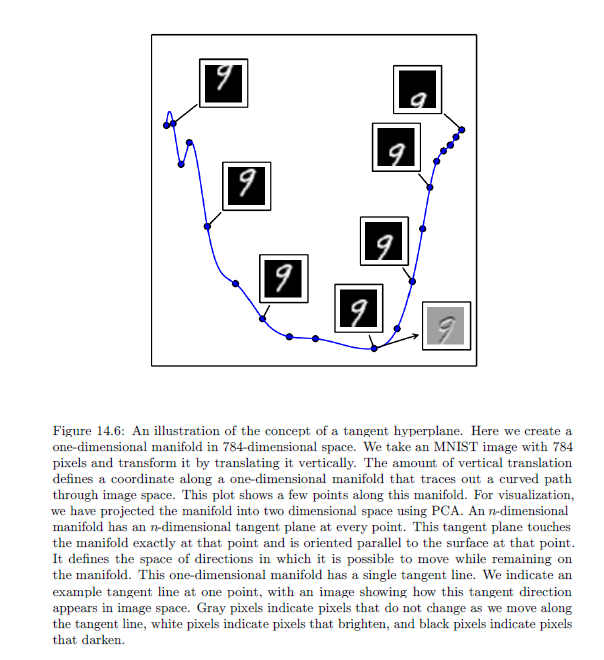 Figure 14.6: An illustration of the concept of a tangent hyperplane. Here we create a
one-dimensional manifold in 784-dimensional space. We take an MNIST image with 784
pixels and transform it by translating it vertically. The amount of vertical translation
defines a coordinate along a one-dimensional manifold that traces out a curved path
through image space. This plot shows a few points along this manifold. For visualization,
we have projected the manifold into two dimensional space using PCA. An n-dimensional
manifold has an n-dimensional tangent plane at every point. This tangent plane touches
the manifold exactly at that point and is oriented parallel to the surface at that point.
It defines the space of directions in which it is possible to move while remaining on
the manifold. This one-dimensional manifold has a single tangent line. We indicate an
example tangent line at one point, with an image showing how this tangent direction
appears in image space. Gray pixels indicate pixels that do not change as we move along
the tangent line, white pixels indicate pixels that brighten, and black pixels indicate pixels
that darken.